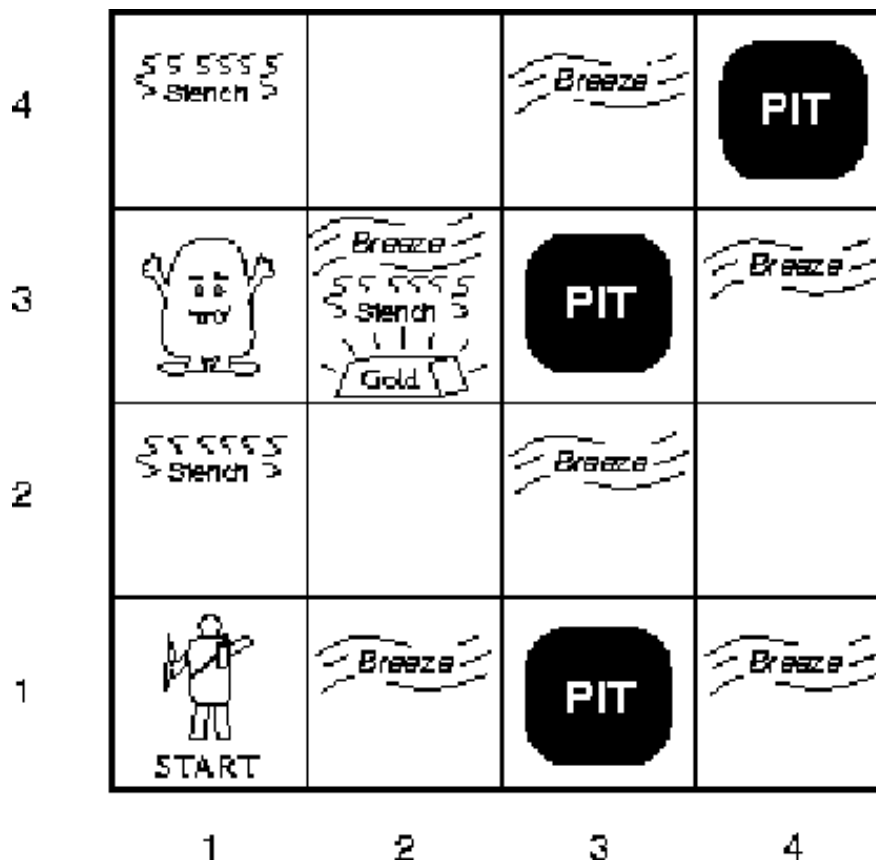 4
Stench
Breeze
PIT
3
Breeze
Stench
Gold
PIT
Breeze
2
Stench
Breeze
1
START
Breeze
PIT
Breeze
1 2 3 4